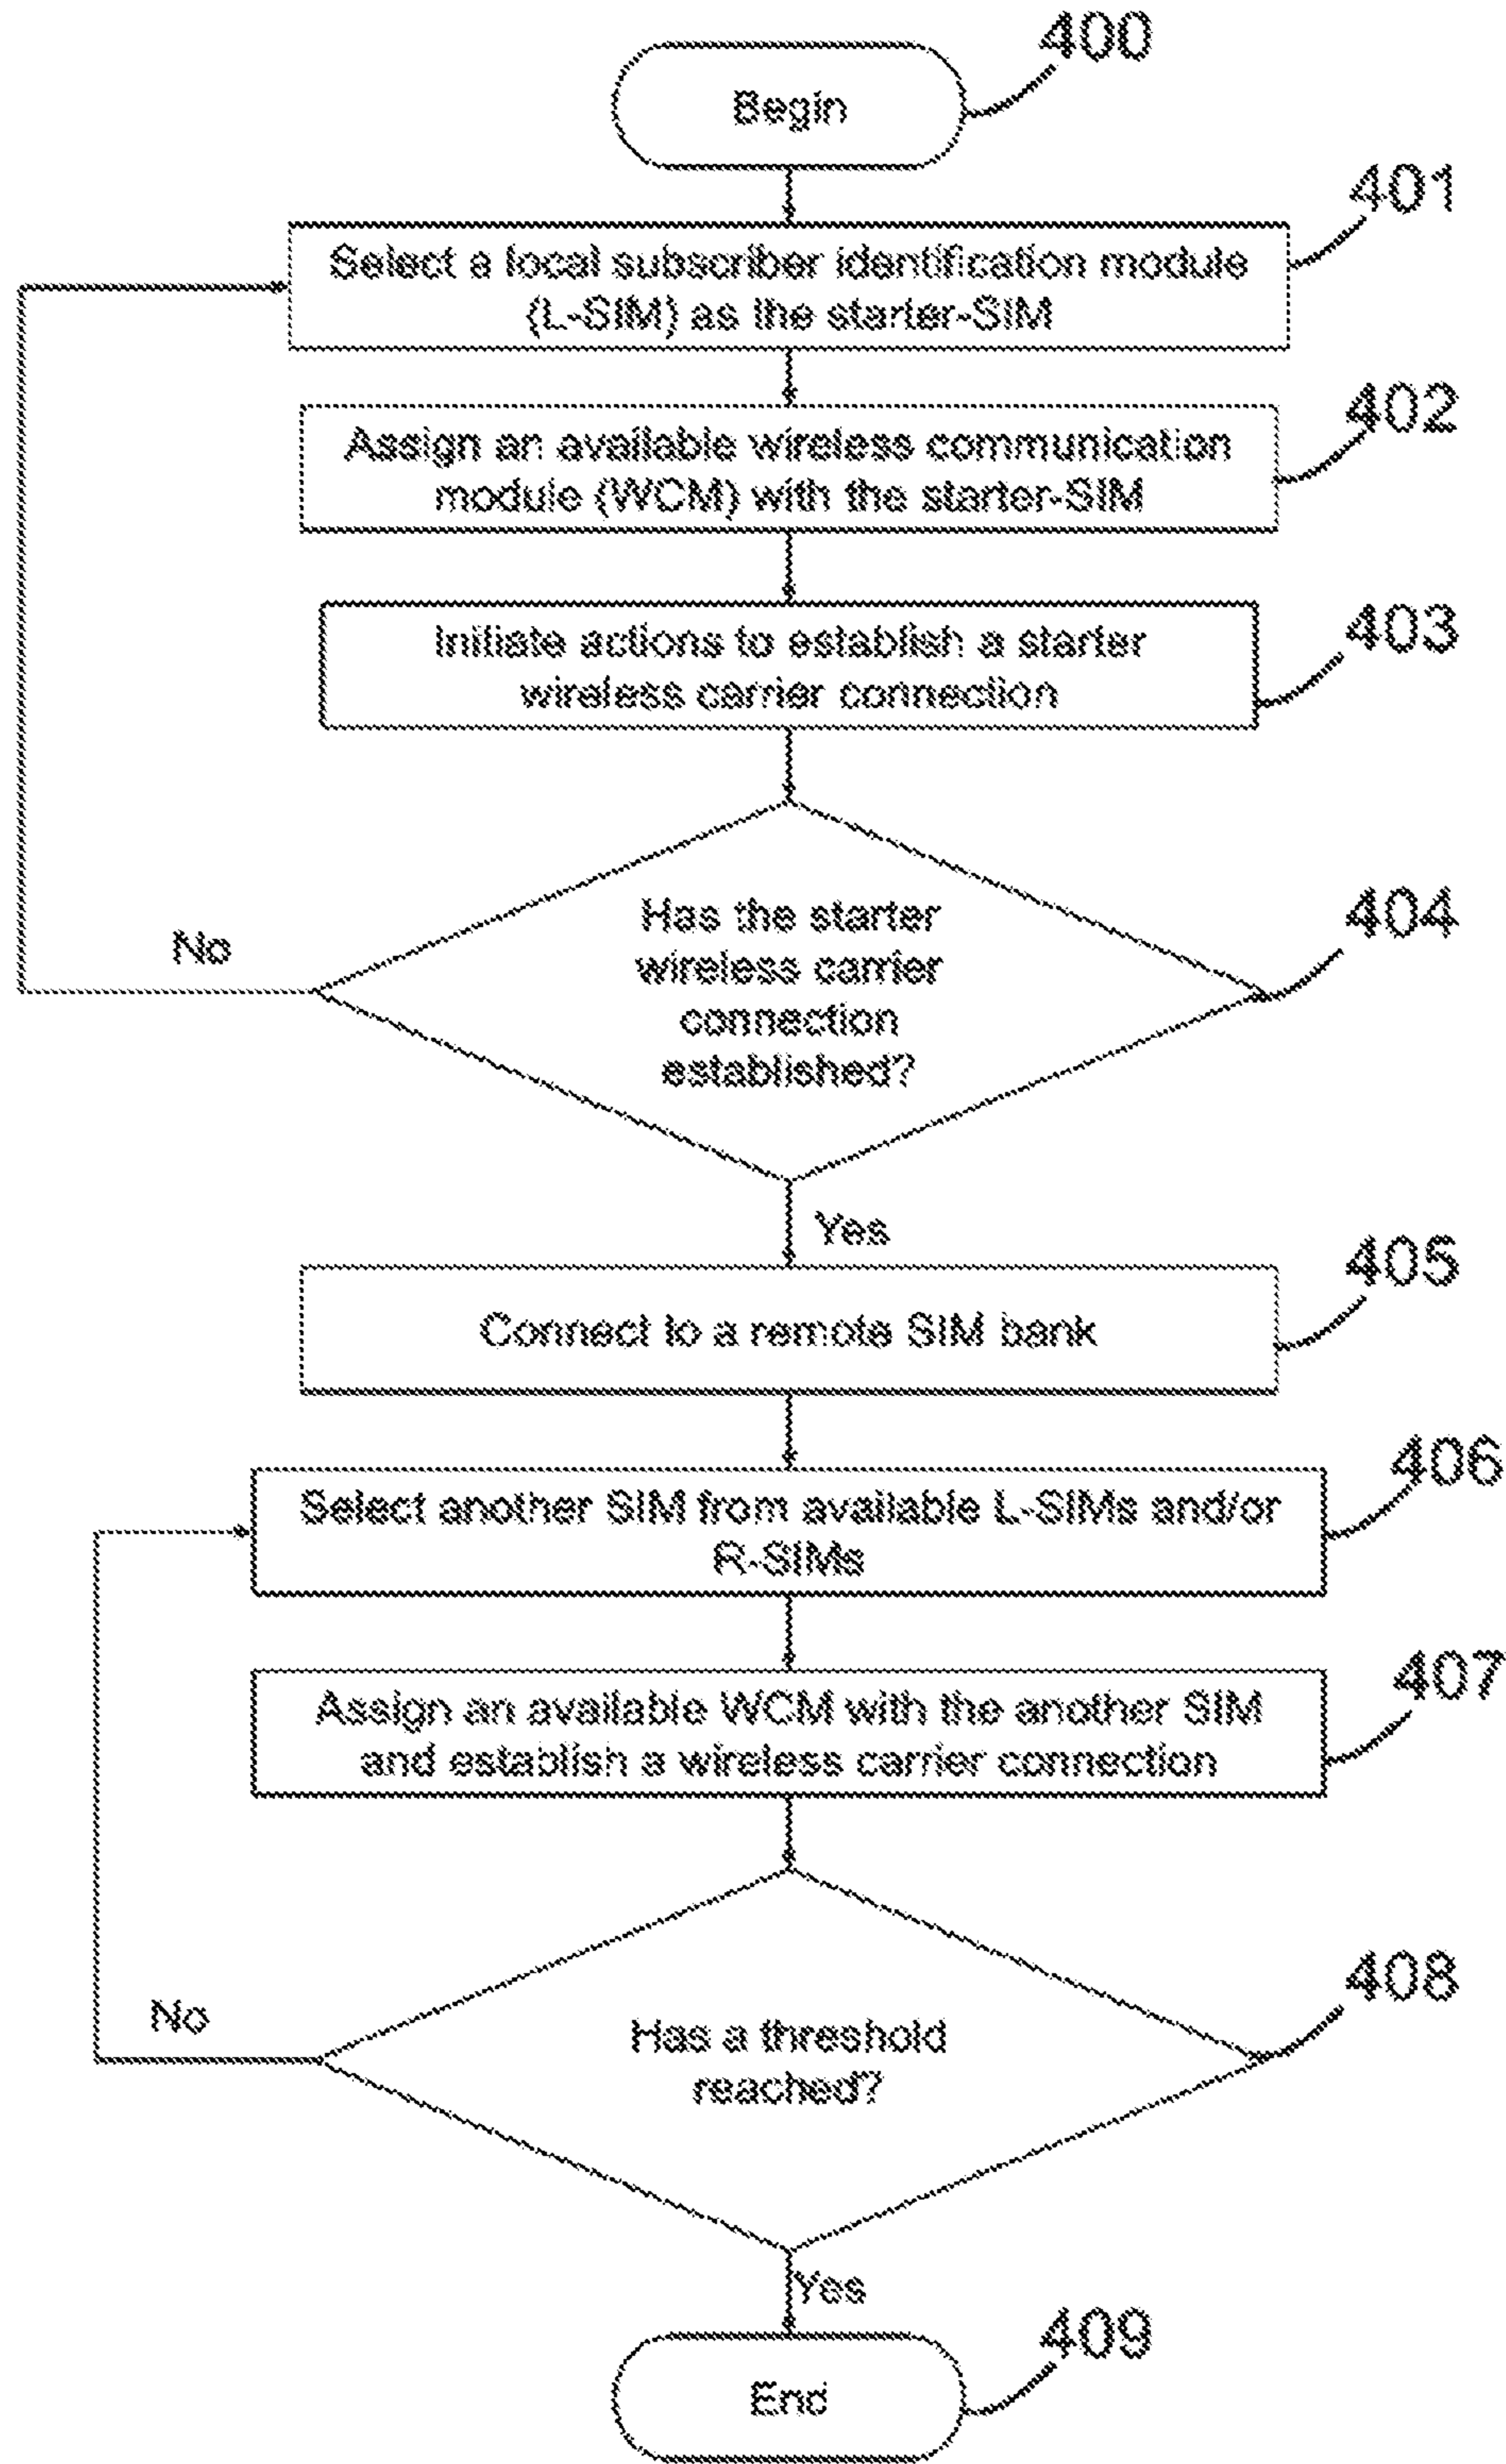 400
Begin
401
Select a local subscriber identification module
(L-SIM) as the starter-SIM
402
Assign an available wireless communication
module (WCM) with the starter-SIM
403
Initiate actions to establish a starter
wireless carrier connection
404
Has the starter
wireless carrier
connection
established?
No
Yes
405
Connect to a remote SIM bank
406
Select another SIM from available L-SIMs and/or
R-SIMs
407
Assign an available WCM with the another SIM
and establish a wireless carrier connection
408
Has a threshold
reached?
No
Yes
409
End